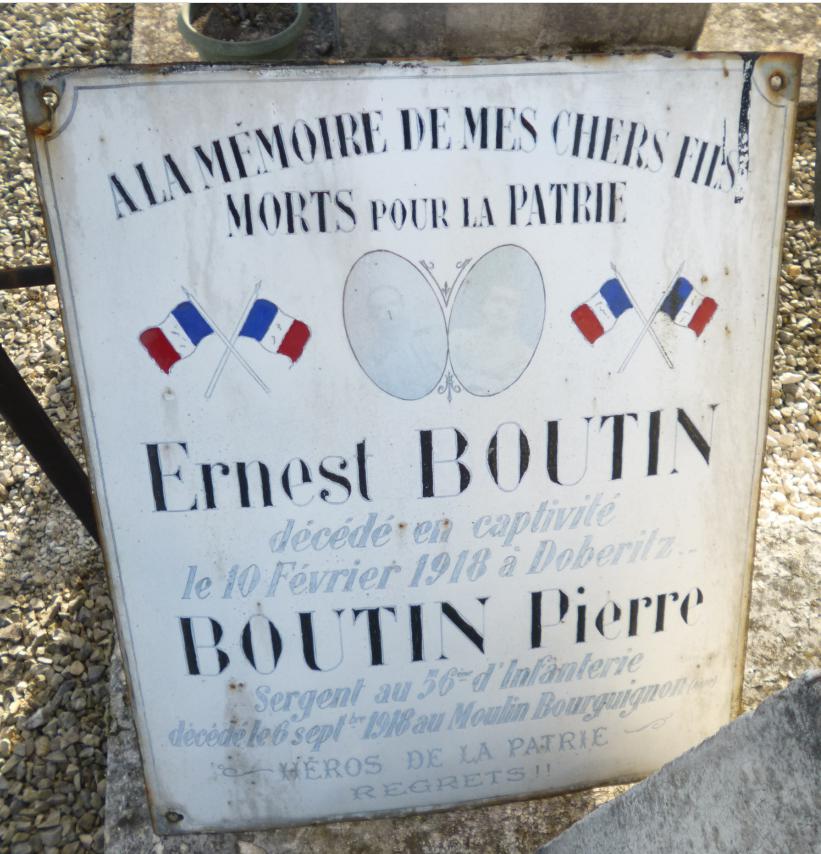 A LA MÉMOIRE DE MES CHERS FILS
MORTS POUR LA PATRIE
Ernest BOUTIN
décédé en captivité
le 10 Février 1918 à Doberitz..
BOUTIN Pierre
Sergent au 56ème d'Infanterie
décédé le 6 septbre 1918 au Moulin Bourguignon
HÉROS DE LA PATRIE
REGRETS!!